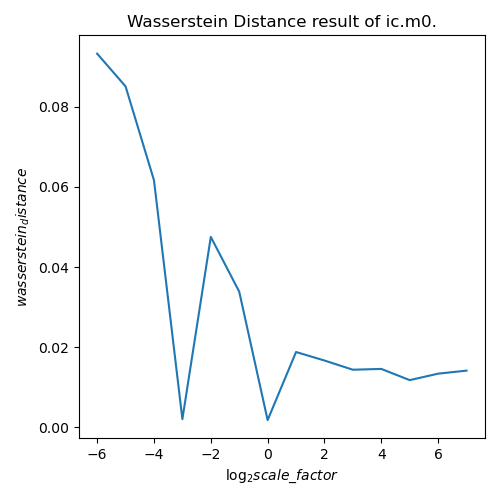 Wasserstein Distance result of ic.m0.
0.08
0.06
0.04
0.02
0.00
wasserstein_distance
−6 −4 −2 0 2 4 6
log₂scale_factor